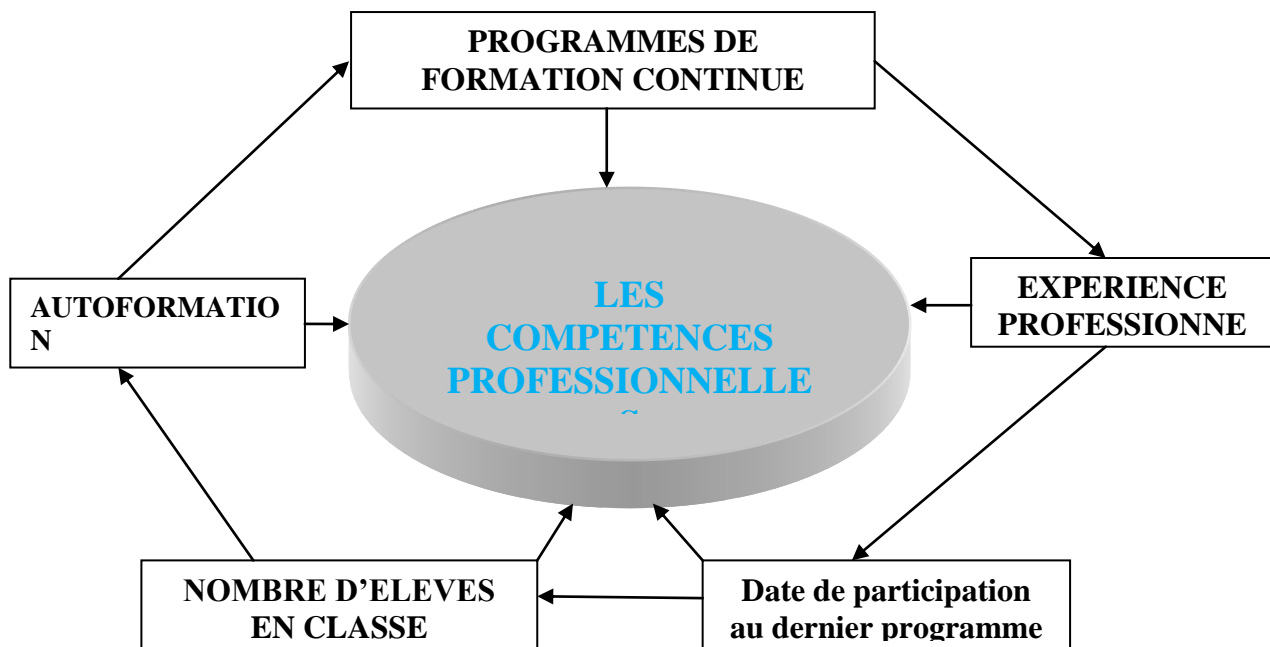 PROGRAMMES DE
FORMATION CONTINUE
AUTOFORMATIO
N
LES
COMPETENCES
PROFESSIONNELLE
EXPERIENCE
PROFESSIONNE
NOMBRE D’ELEVES
EN CLASSE
Date de participation
au dernier programme